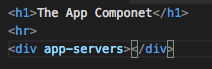 <h1>The App Componet</h1>
<hr>
<div app-servers></div>